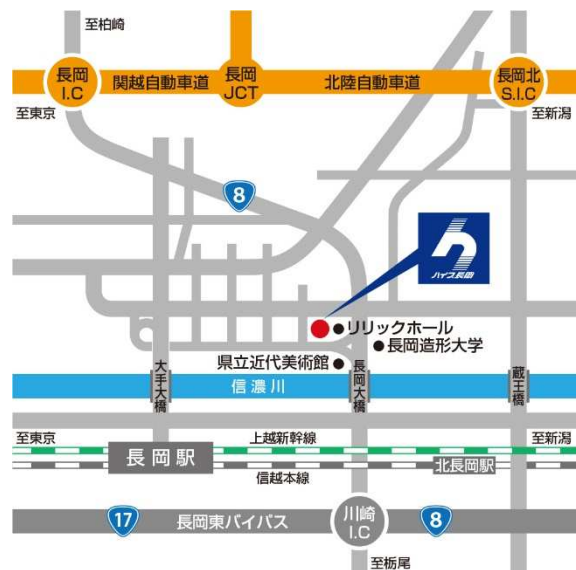 至柏崎
長岡
I.C
関越自動車道
長岡
JCT
北陸自動車道
長岡北
S.I.C
至東京
至新潟
8
ハイブ長岡
リリックホール
長岡造形大学
県立近代美術館
大手大橋
信濃川
長岡大橋
蔵王橋
至東京
上越新幹線
至新潟
長岡駅
北長岡駅
信越本線
17
長岡東バイパス
川崎
I.C
8
至栃尾